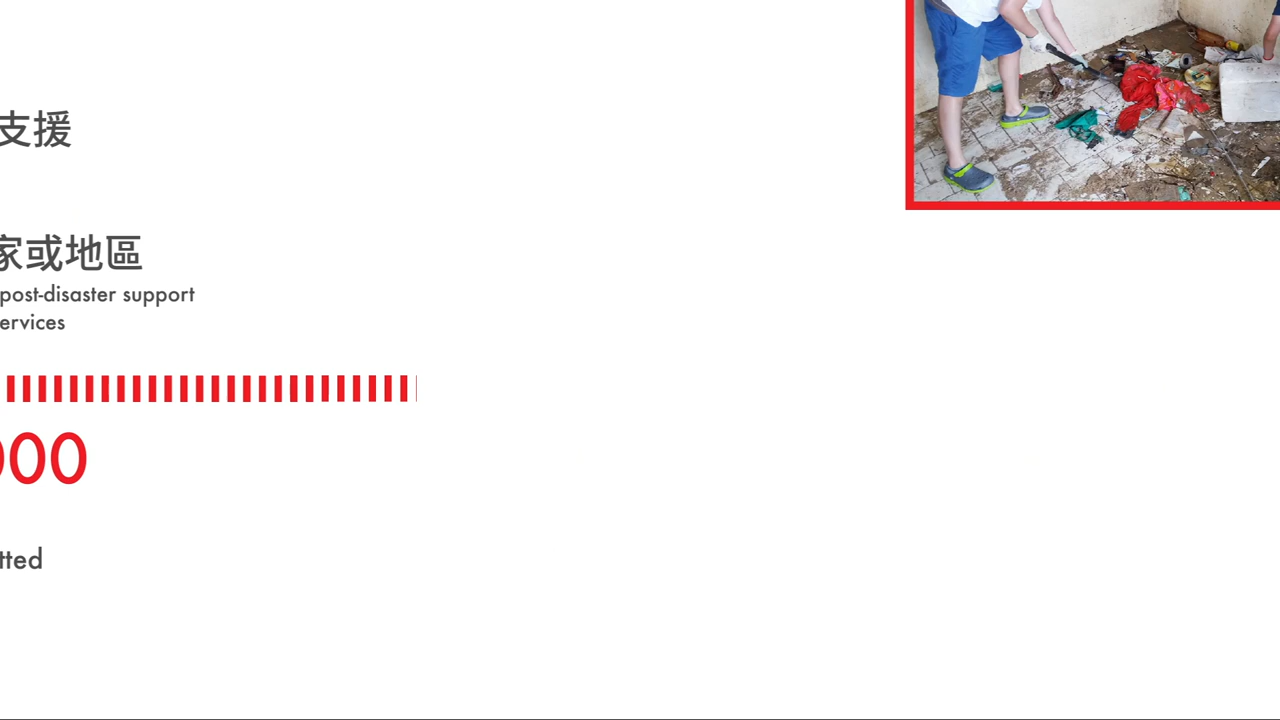 支援
家或地區
post-disaster support
ervices
000
tted